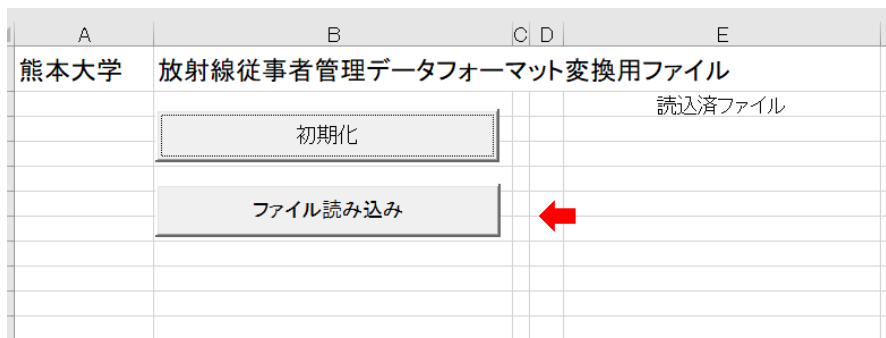 A B C D E
熊本大学 放射線従事者管理データフォーマット変換用ファイル
読込済ファイル
初期化
ファイル読み込み